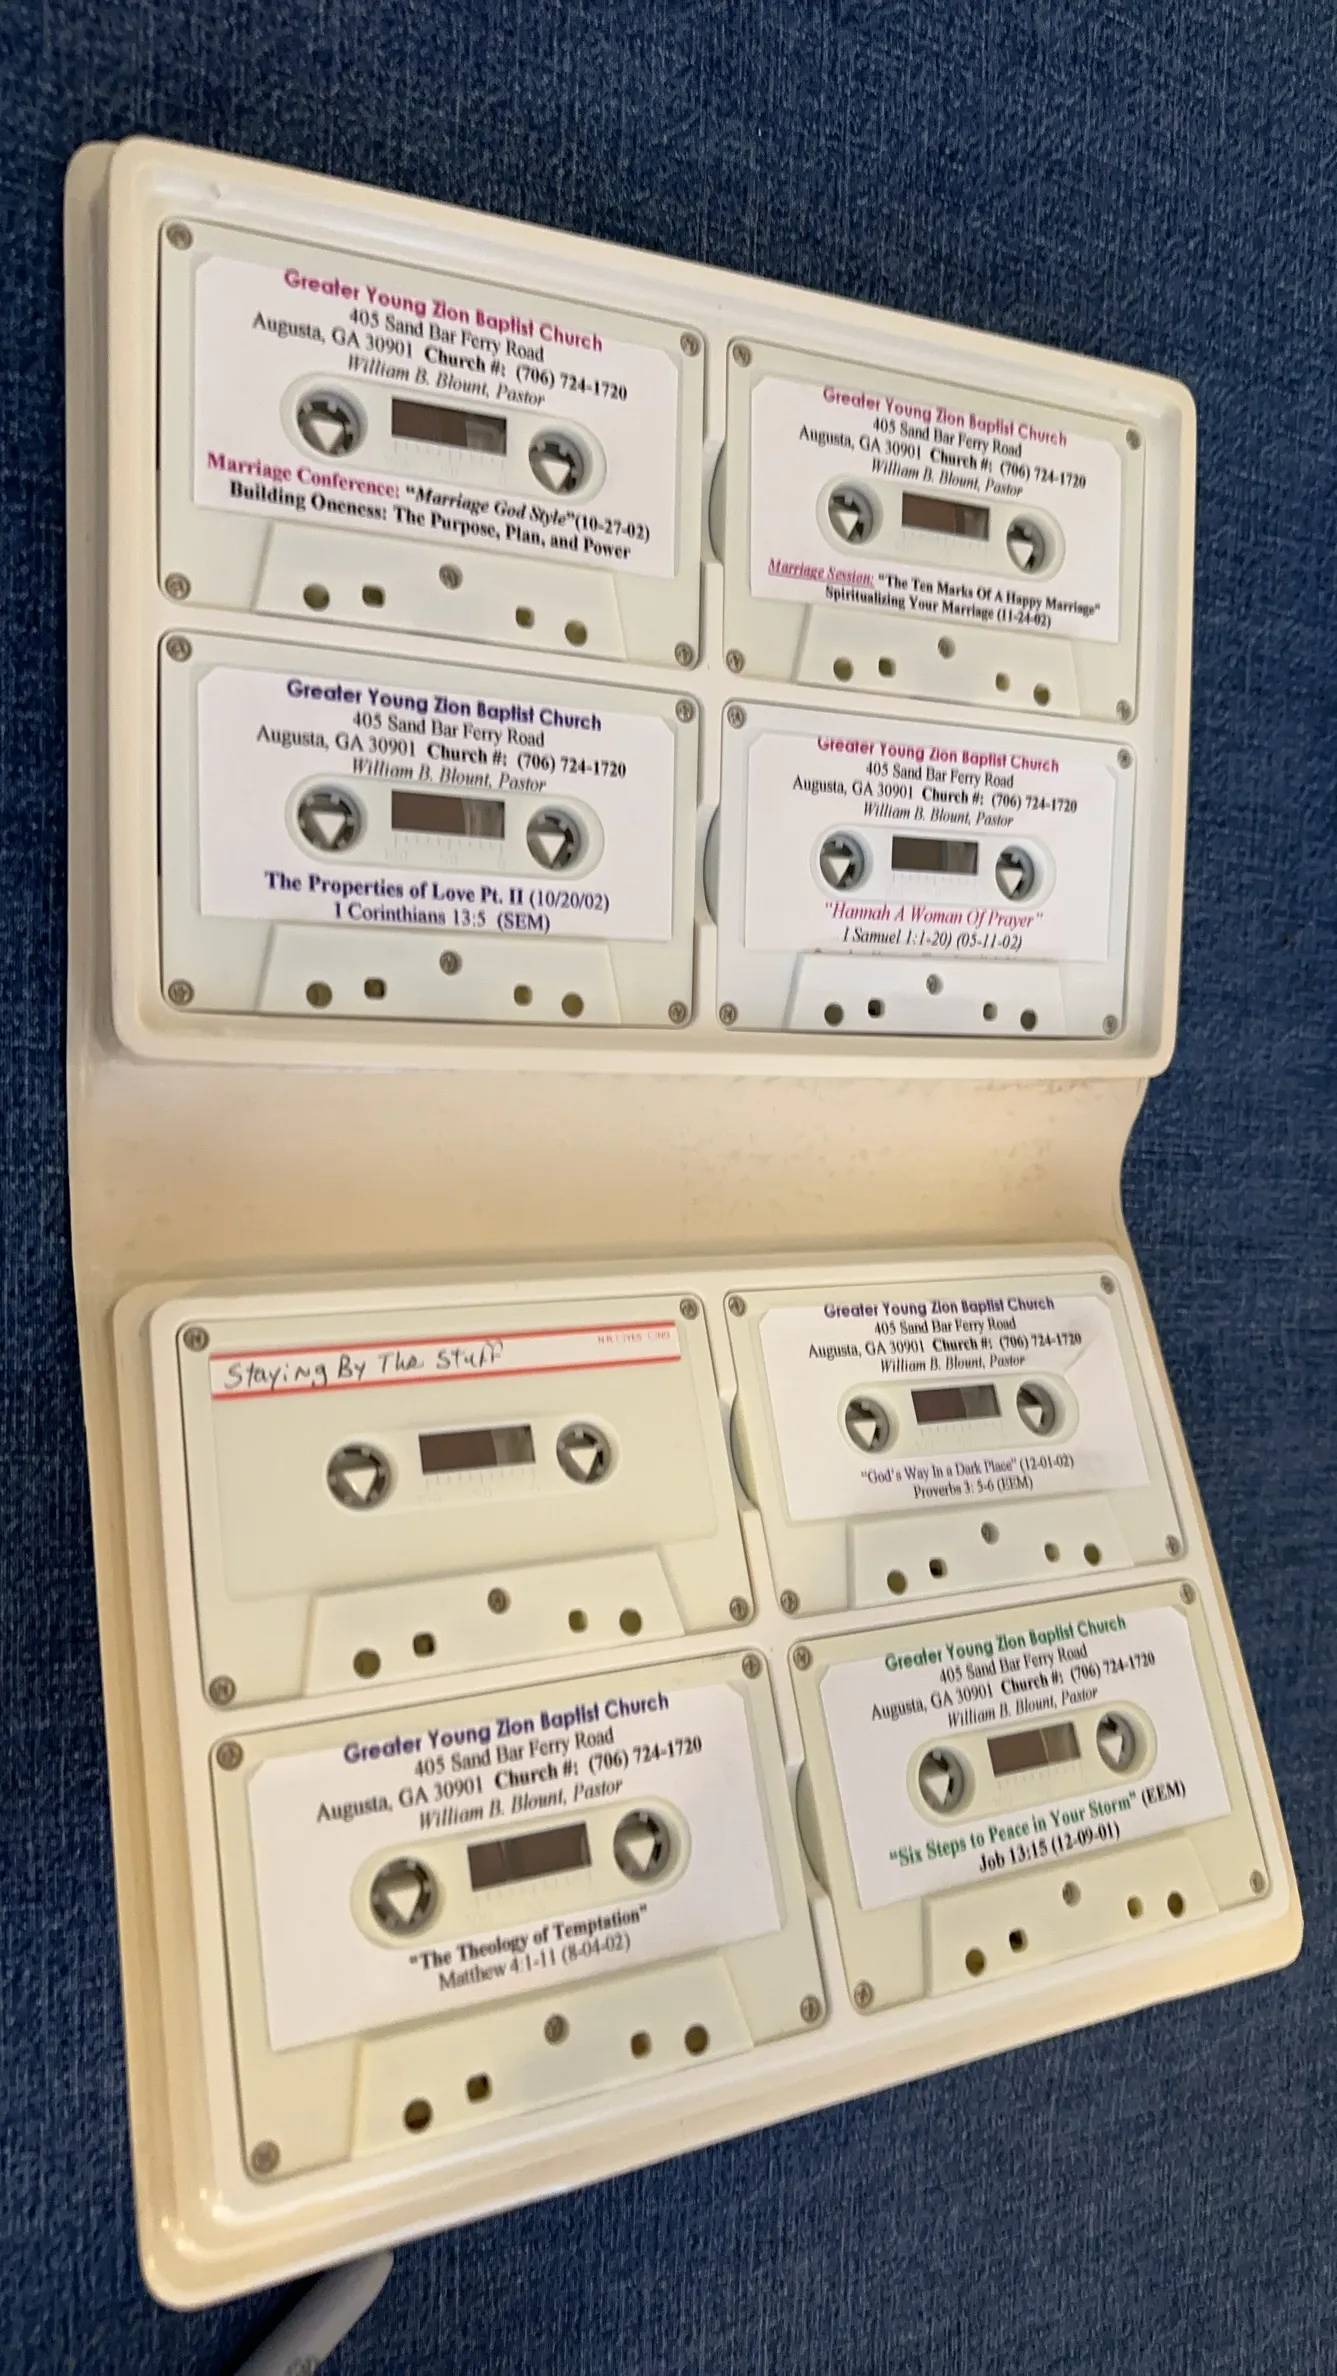 Greater Young Zion Baptist Church
405 Sand Bar Ferry Road
Augusta, GA 30901 Church #: (706) 724-1720
William B. Blount, Pastor
Marriage Conference: "Marriage God Style"(10-27-02)
Building Oneness: The Purpose, Plan, and Power
Greater Young Zion Baptist Church
405 Sand Bar Ferry Road
Augusta, GA 30901 Church #: (706) 724-1720
William B. Blount, Pastor
Marriage Session: "The Ten Marks Of A Happy Marriage"
Spiritualizing Your Marriage (11-24-02)
Greater Young Zion Baptist Church
405 Sand Bar Ferry Road
Augusta, GA 30901 Church #: (706) 724-1720
William B. Blount, Pastor
The Properties of Love Pt. II (10/20/02)
I Corinthians 13:5 (SEM)
Greater Young Zion Baptist Church
405 Sand Bar Ferry Road
Augusta, GA 30901 Church #: (706) 724-1720
William B. Blount, Pastor
"Hannah A Woman Of Prayer"
I Samuel 1:1-20) (05-11-02)
Staying By The Stuff
Greater Young Zion Baptist Church
405 Sand Bar Ferry Road
Augusta, GA 30901 Church #: (706) 724-1720
William B. Blount, Pastor
"God's Way In a Dark Place" (12-01-02)
Proverbs 3: 5-6 (EEM)
Greater Young Zion Baptist Church
405 Sand Bar Ferry Road
Augusta, GA 30901 Church #: (706) 724-1720
William B. Blount, Pastor
"The Theology of Temptation"
Matthew 4:1-11 (8-04-02)
Greater Young Zion Baptist Church
405 Sand Bar Ferry Road
Augusta, GA 30901 Church #: (706) 724-1720
William B. Blount, Pastor
"Six Steps to Peace in Your Storm" (EEM)
Job 13:15 (12-09-01)